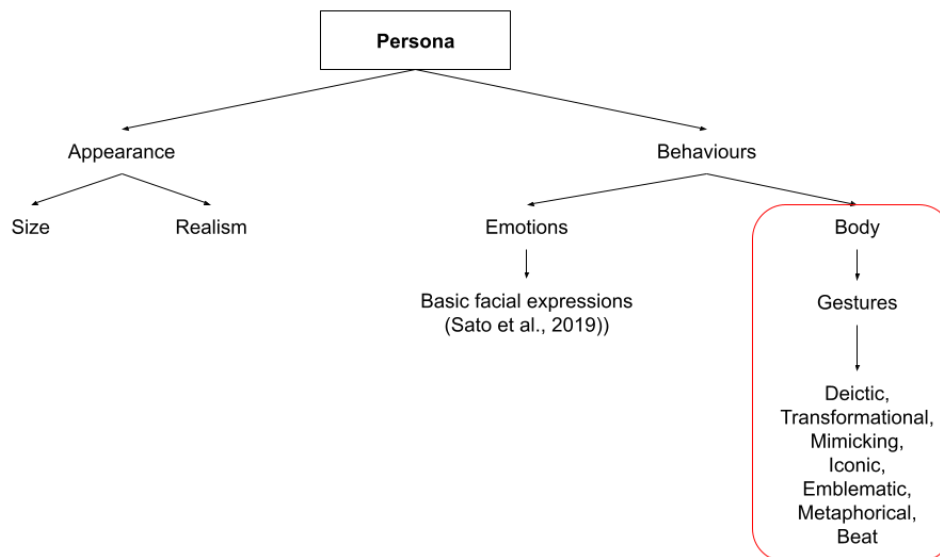 Persona
Appearance
Behaviours
Size
Realism
Emotions
Body
Basic facial expressions
(Sato et al., 2019))
Gestures
Deictic,
Transformational,
Mimicking,
Iconic,
Emblematic,
Metaphorical,
Beat